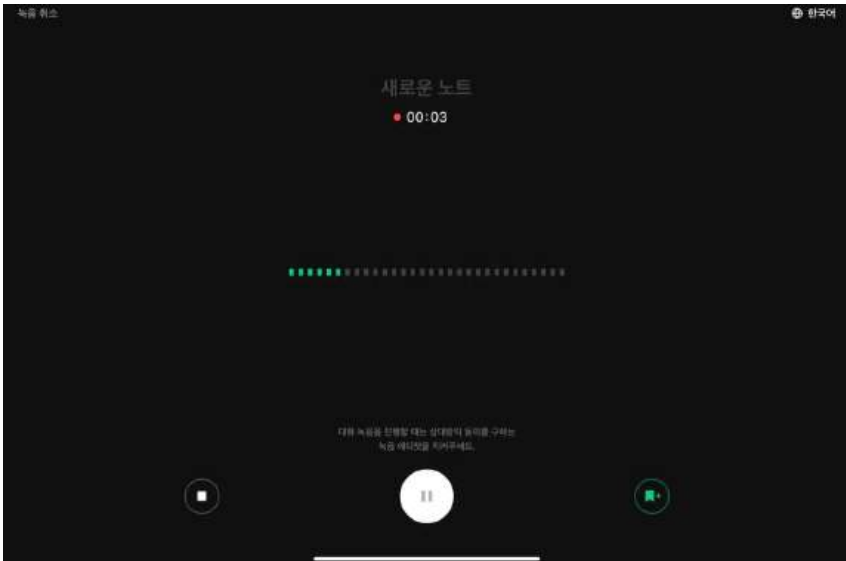 녹음 취소
한국어
새로운 노트
00:03
대화 녹음을 진행할 때는 상대방의 동의를 구하는
녹음 에티켓을 지켜주세요.